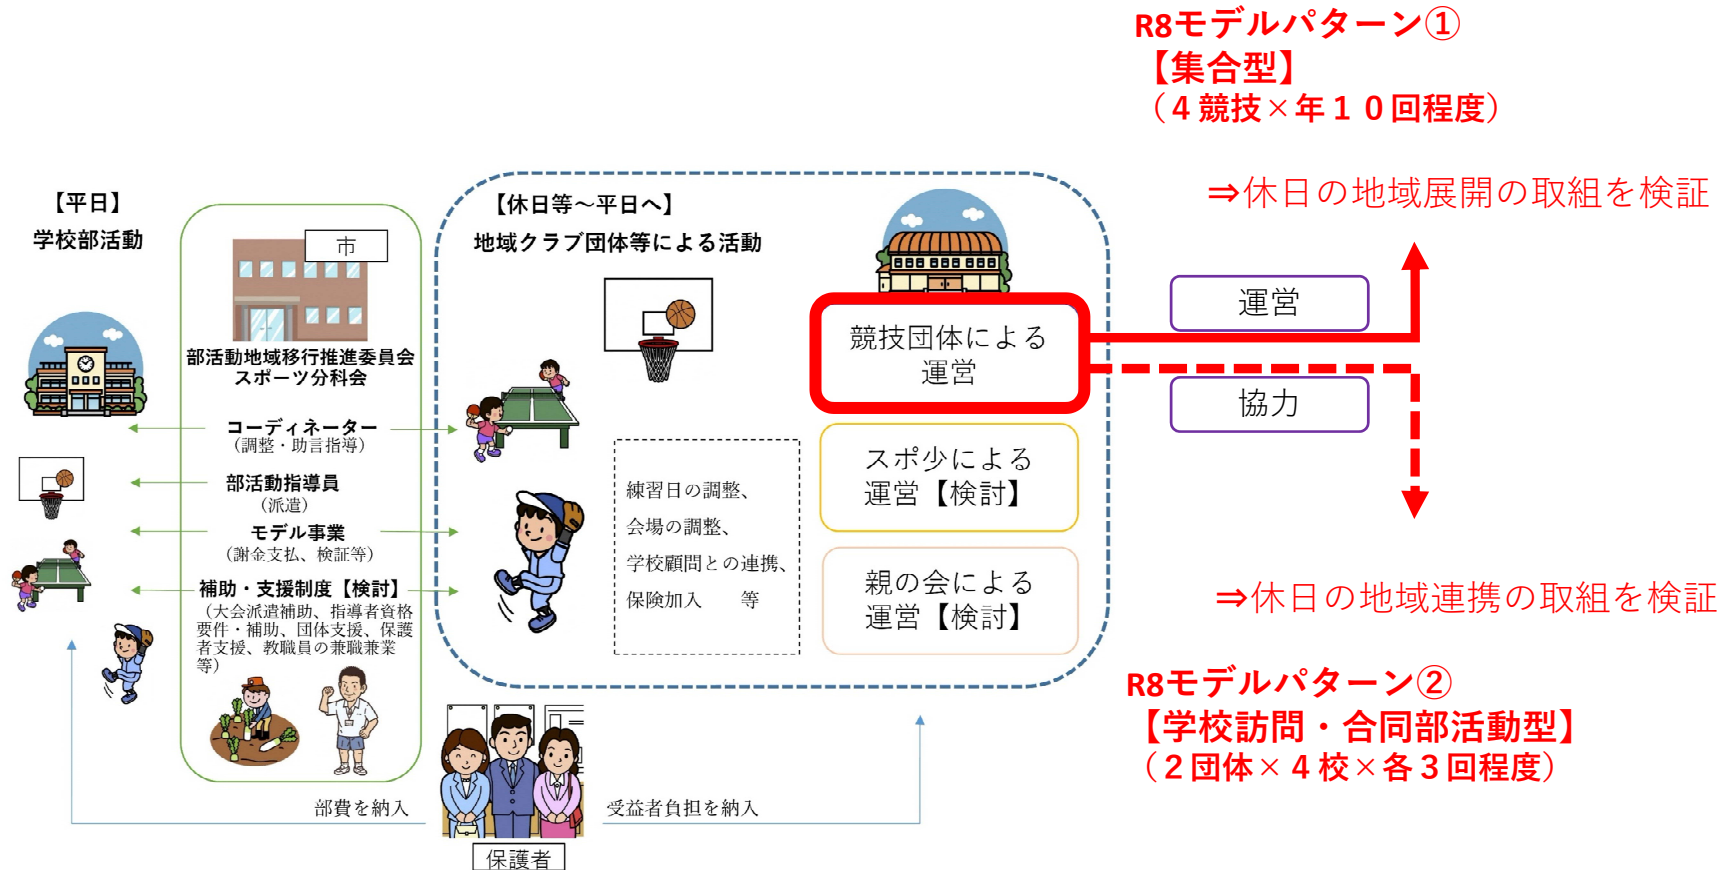 R8モデルパターン①
【集合型】
（４競技×年１０回程度）
⇒休日の地域展開の取組を検証
【平日】
学校部活動
市
部活動地域移行推進委員会
スポーツ分科会
コーディネーター
（調整・助言指導）
部活動指導員
（派遣）
モデル事業
（謝金支払、検証等）
補助・支援制度【検討】
（大会派遣補助、指導者資格
要件・補助、団体支援、保護
者支援、教職員の兼職兼業
等）
【休日等～平日へ】
地域クラブ団体等による活動
練習日の調整、
会場の調整、
学校顧問との連携、
保険加入　等
競技団体による
運営
スポ少による
運営【検討】
親の会による
運営【検討】
運営
協力
⇒休日の地域連携の取組を検証
R8モデルパターン②
【学校訪問・合同部活動型】
（２団体×４校×各３回程度）
部費を納入
受益者負担を納入
保護者